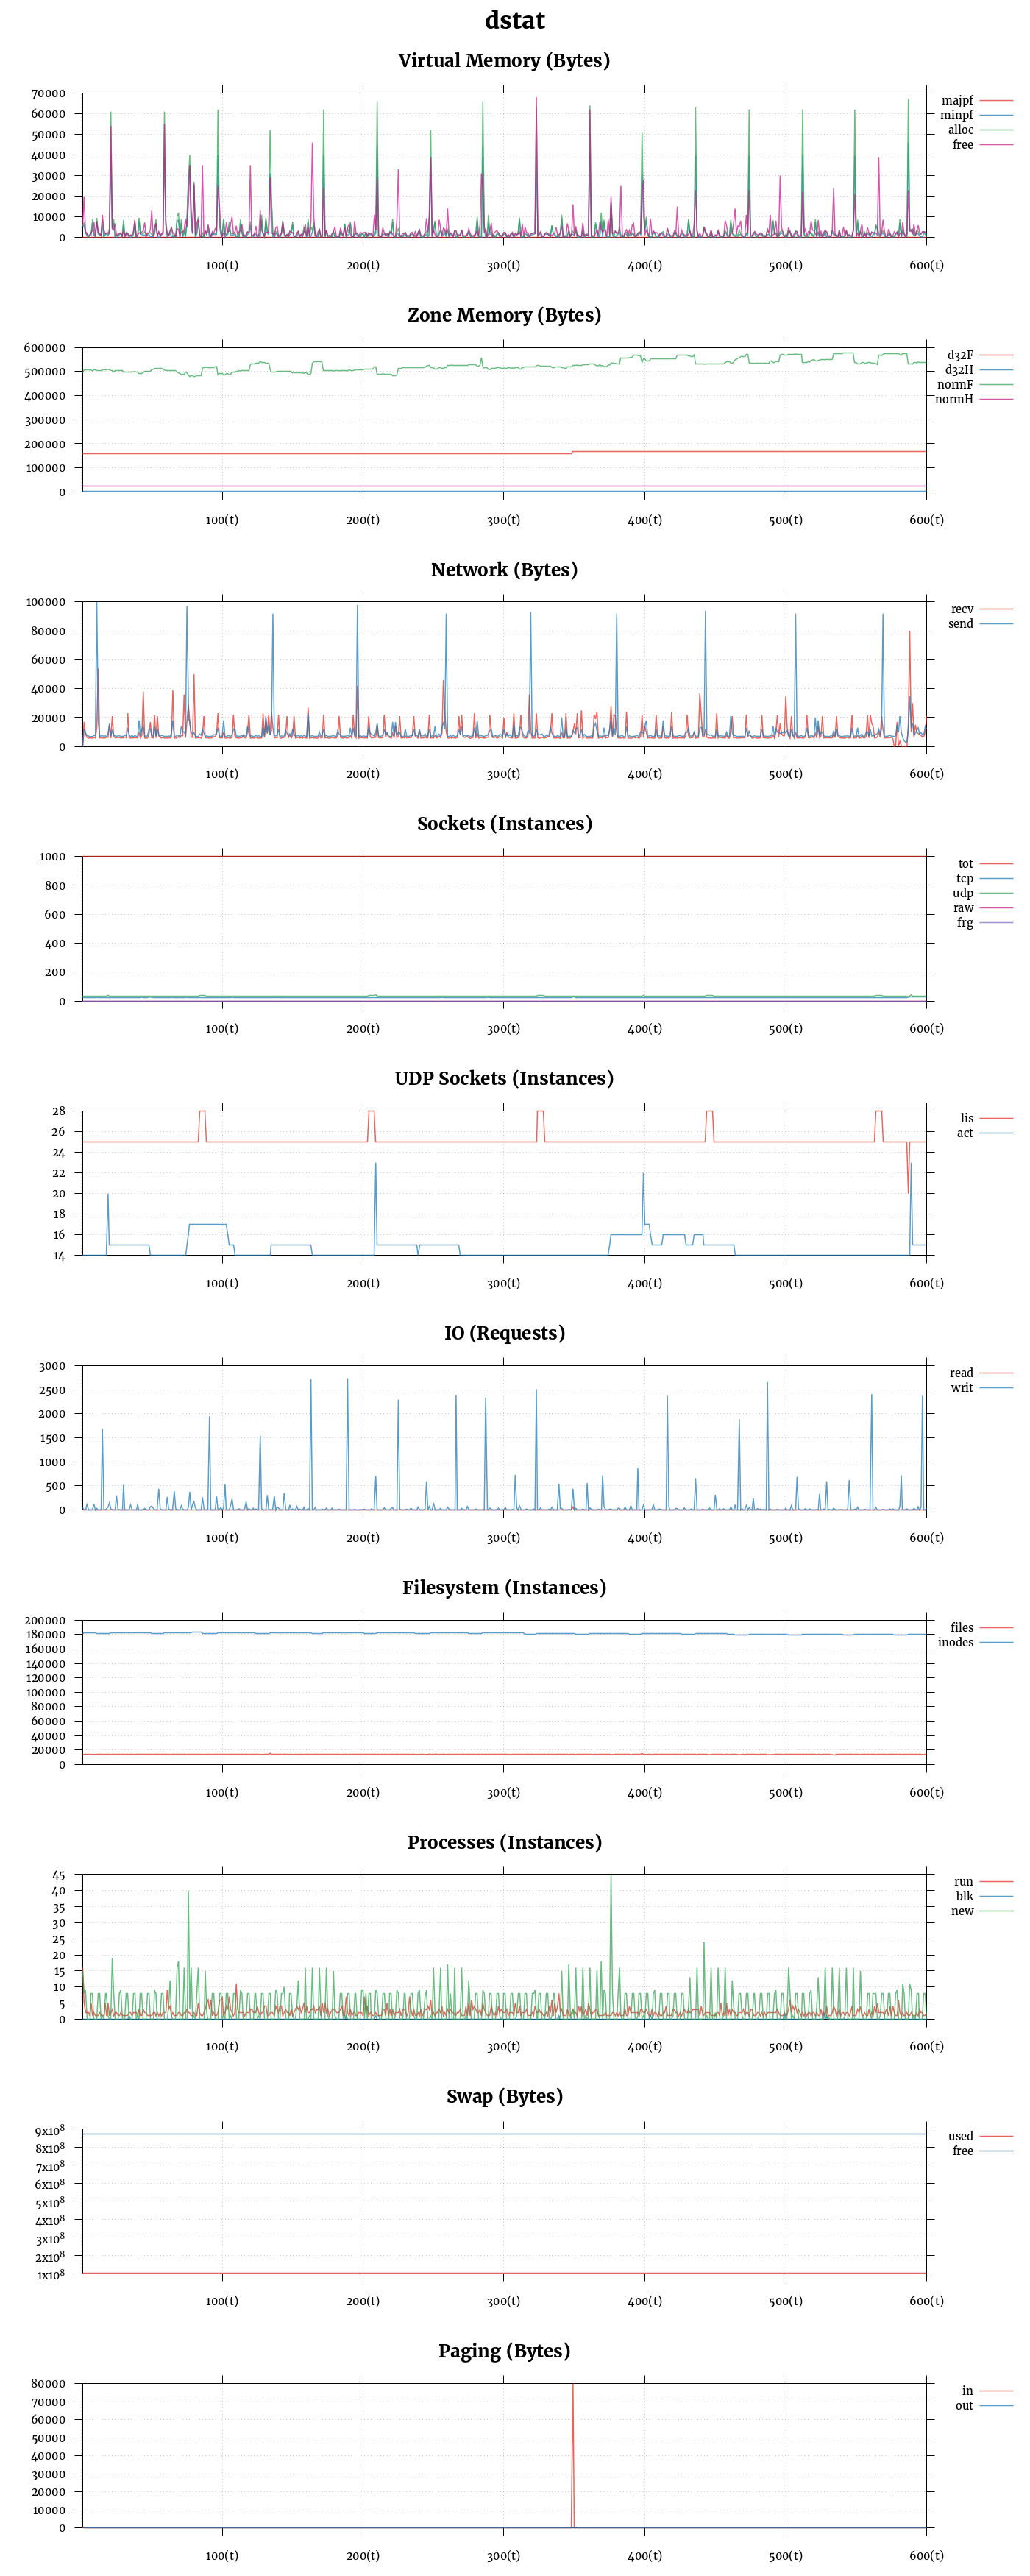 dstat
Virtual Memory (Bytes)
70000
60000
50000
40000
30000
20000
10000
0
100(t) 200(t) 300(t) 400(t) 500(t) 600(t)
majpf
minpf
alloc
free
Zone Memory (Bytes)
600000
500000
400000
300000
200000
100000
0
100(t) 200(t) 300(t) 400(t) 500(t) 600(t)
d32F
d32H
normF
normH
Network (Bytes)
100000
80000
60000
40000
20000
0
100(t) 200(t) 300(t) 400(t) 500(t) 600(t)
recv
send
Sockets (Instances)
1000
800
600
400
200
0
100(t) 200(t) 300(t) 400(t) 500(t) 600(t)
tot
tcp
udp
raw
frg
UDP Sockets (Instances)
28
26
24
22
20
18
16
14
100(t) 200(t) 300(t) 400(t) 500(t) 600(t)
lis
act
IO (Requests)
3000
2500
2000
1500
1000
500
0
100(t) 200(t) 300(t) 400(t) 500(t) 600(t)
read
writ
Filesystem (Instances)
200000
180000
160000
140000
120000
100000
80000
60000
40000
20000
0
100(t) 200(t) 300(t) 400(t) 500(t) 600(t)
files
inodes
Processes (Instances)
45
40
35
30
25
20
15
10
5
0
100(t) 200(t) 300(t) 400(t) 500(t) 600(t)
run
blk
new
Swap (Bytes)
9x10⁸
8x10⁸
7x10⁸
6x10⁸
5x10⁸
4x10⁸
3x10⁸
2x10⁸
1x10⁸
100(t) 200(t) 300(t) 400(t) 500(t) 600(t)
used
free
Paging (Bytes)
80000
70000
60000
50000
40000
30000
20000
10000
0
100(t) 200(t) 300(t) 400(t) 500(t) 600(t)
in
out